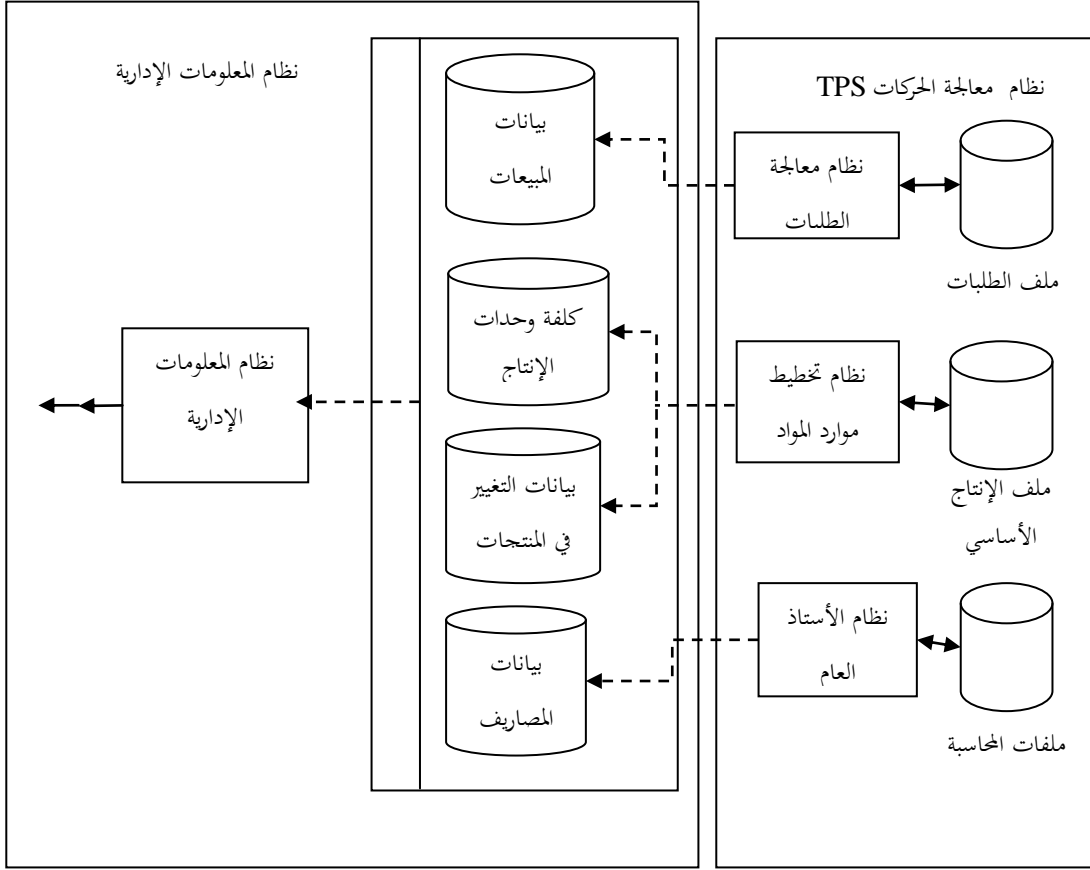 نظام معالجة الحركات TPS
نظام المعلومات الإدارية
بيانات
المبيعات
نظام معالجة
الطلبات
ملف الطلبات
كلفة وحدات
الإنتاج
نظام تخطيط
موارد المواد
نظام المعلومات
الإدارية
ملف الإنتاج
الأساسي
بيانات التغيير
في المنتجات
نظام الأستاذ
العام
بيانات
المصاريف
ملفات المحاسبة